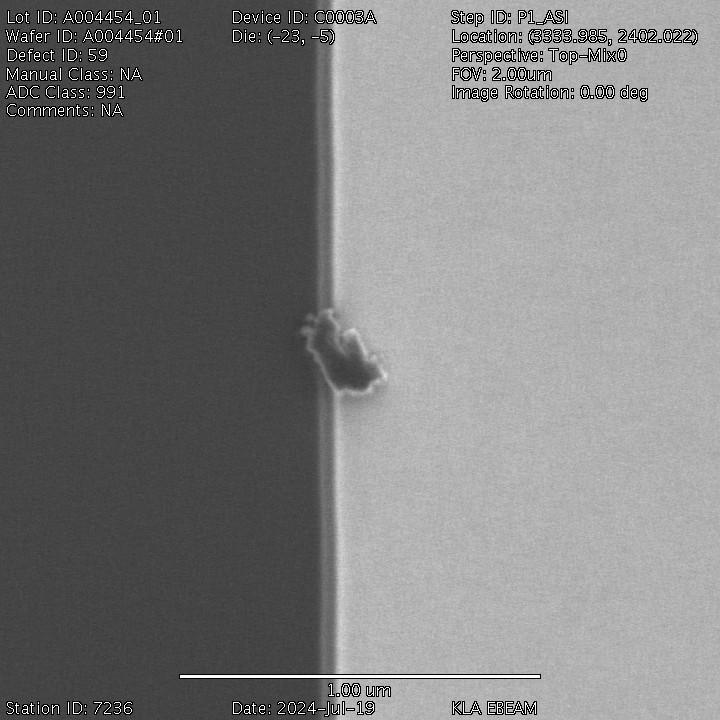 Lot ID: A004454_01
Wafer ID: A004454#01
Defect ID: 59
Manual Class: NA
ADC Class: 991
Comments: NA
Device ID: C0003A
Die: (-23, -5)
Step ID: P1_ASI
Location: (3333.985, 2402.022)
Perspective: Top-Mix0
FOV: 2.00um
Image Rotation: 0.00 deg
1.00 um
Station ID: 7236
Date: 2024-Jul-19
KLA EBEAM